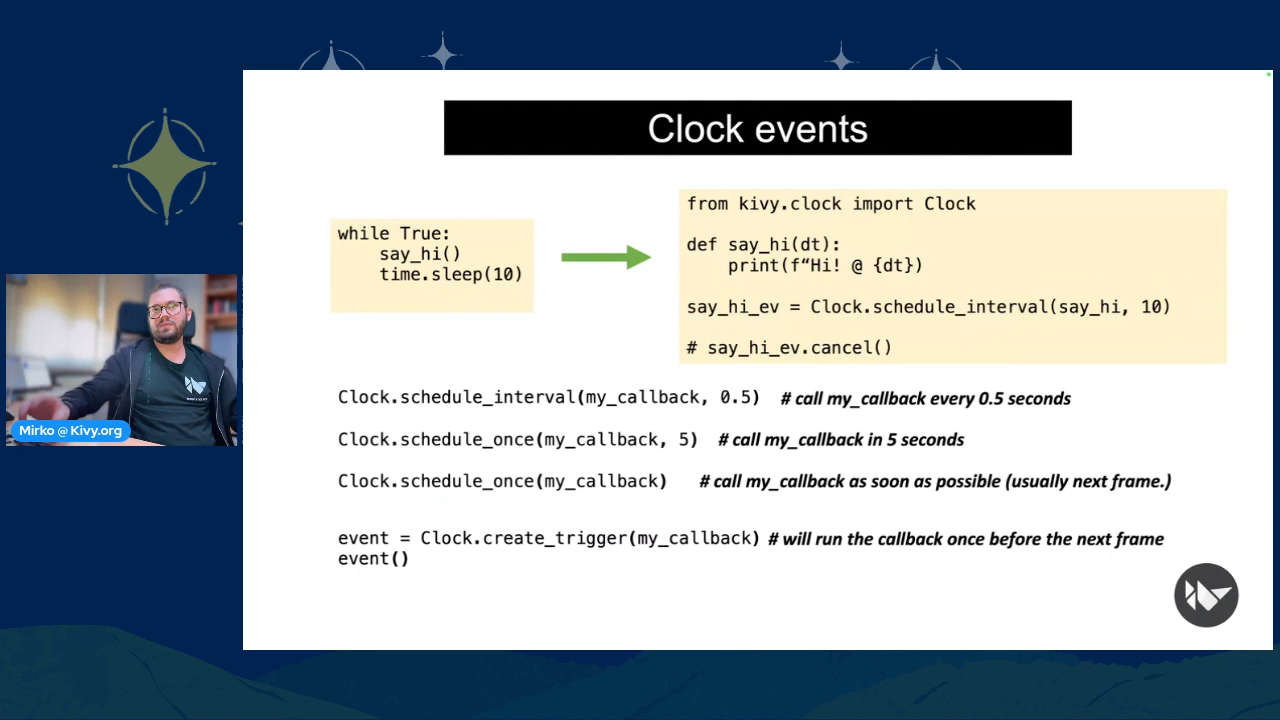 Clock events
while True:
    say_hi()
    time.sleep(10)
from kivy.clock import Clock
def say_hi(dt):
    print(f“Hi! @ {dt})
say_hi_ev = Clock.schedule_interval(say_hi, 10)
# say_hi_ev.cancel()
Clock.schedule_interval(my_callback, 0.5) # call my_callback every 0.5 seconds
Clock.schedule_once(my_callback, 5) # call my_callback in 5 seconds
Clock.schedule_once(my_callback) # call my_callback as soon as possible (usually next frame.)
event = Clock.create_trigger(my_callback) # will run the callback once before the next frame
event()
Mirko @ Kivy.org